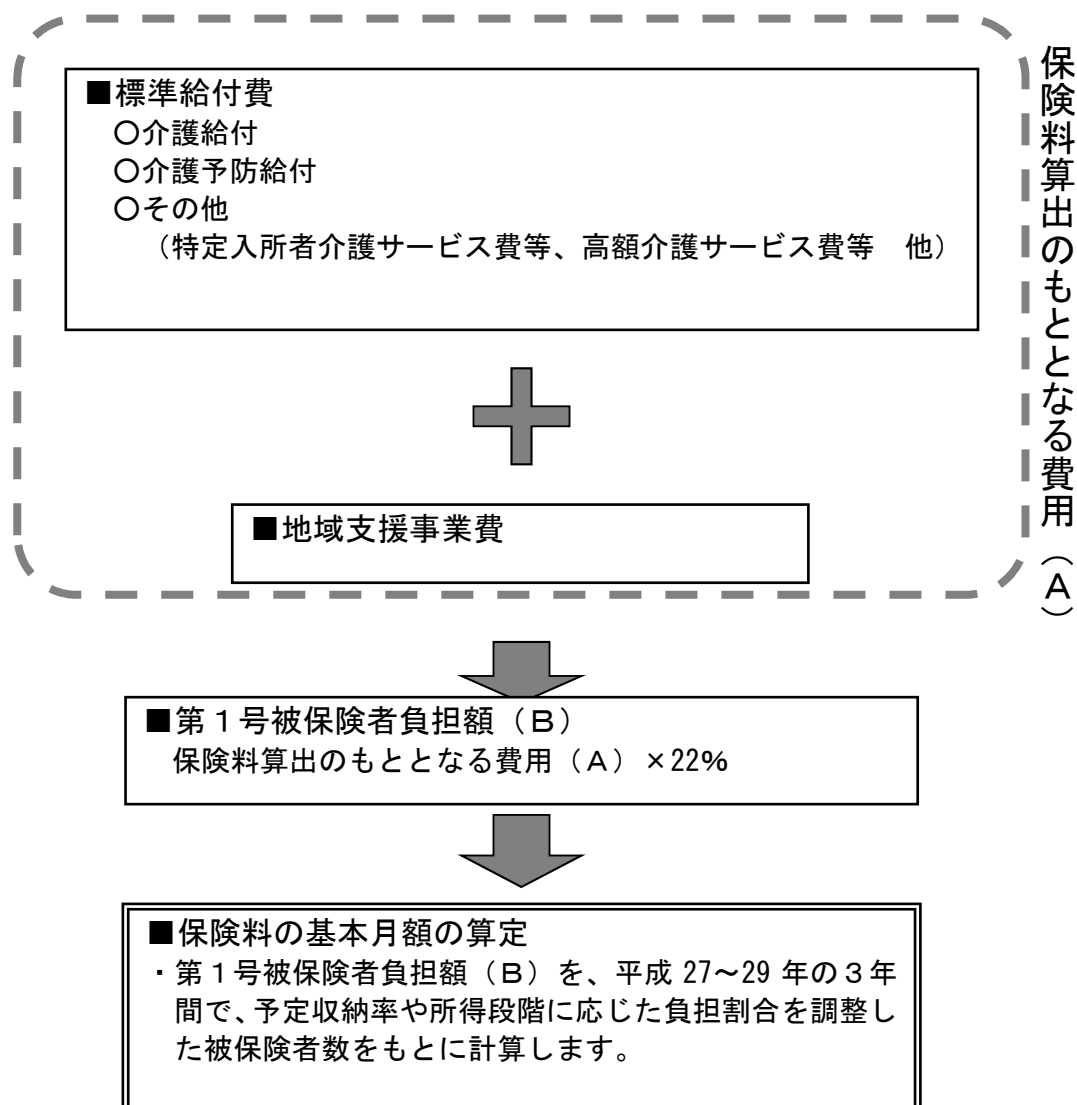 ■標準給付費
○介護給付
○介護予防給付
○その他
（特定入所者介護サービス費等、高額介護サービス費等　他）
■地域支援事業費
保険料算出のもととなる費用（Ａ）
■第１号被保険者負担額（Ｂ）
保険料算出のもととなる費用（Ａ）×22%
■保険料の基本月額の算定
・第１号被保険者負担額（Ｂ）を、平成 27～29 年の３年
間で、予定収納率や所得段階に応じた負担割合を調整し
た被保険者数をもとに計算します。